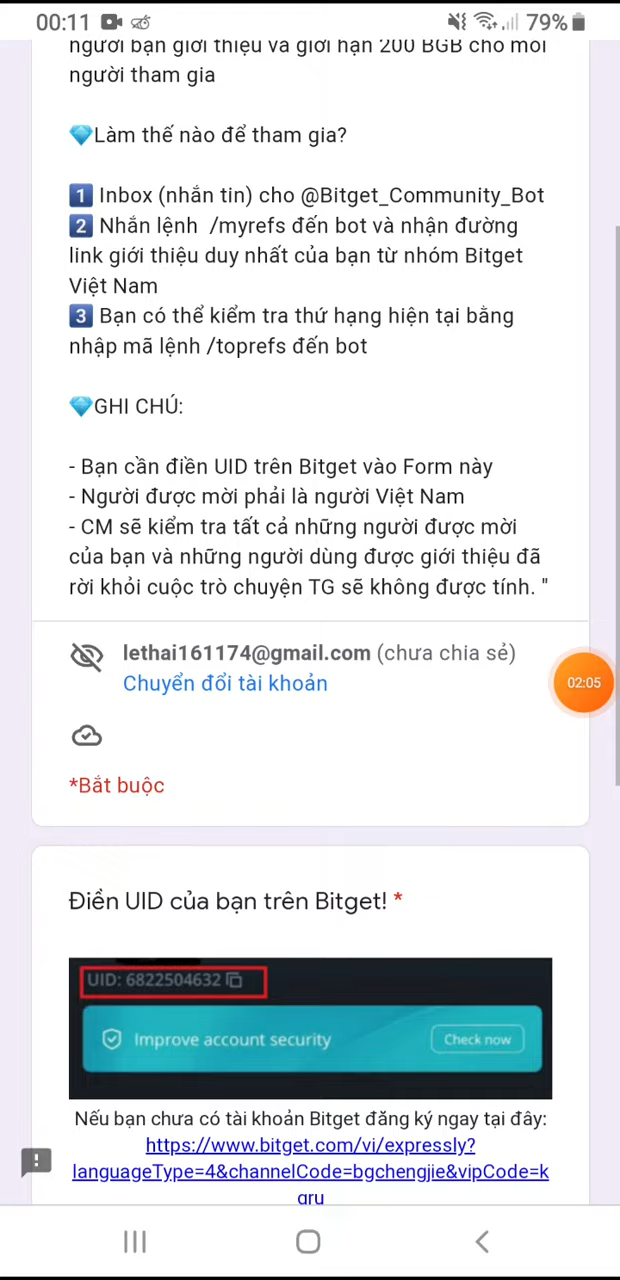 00:11
79%
người bạn giới thiệu và giới hạn 200 BGB cho mỗi
người tham gia
💎Làm thế nào để tham gia?
1️⃣ Inbox (nhắn tin) cho @Bitget_Community_Bot
2️⃣ Nhắn lệnh /myrefs đến bot và nhận đường
link giới thiệu duy nhất của bạn từ nhóm Bitget
Việt Nam
3️⃣ Bạn có thể kiểm tra thứ hạng hiện tại bằng
nhập mã lệnh /toprefs đến bot
💎GHI CHÚ:
- Bạn cần điền UID trên Bitget vào Form này
- Người được mời phải là người Việt Nam
- CM sẽ kiểm tra tất cả những người được mời
của bạn và những người dùng được giới thiệu đã
rời khỏi cuộc trò chuyện TG sẽ không được tính. "
lethai161174@gmail.com (chưa chia sẻ)
Chuyển đổi tài khoản
02:05
*Bắt buộc
Điền UID của bạn trên Bitget! *
UID: 6822504632
Improve account security
Check now
Nếu bạn chưa có tài khoản Bitget đăng ký ngay tại đây:
https://www.bitget.com/vi/expressly?
languageType=4&channelCode=bgchengjie&vipCode=k
qru